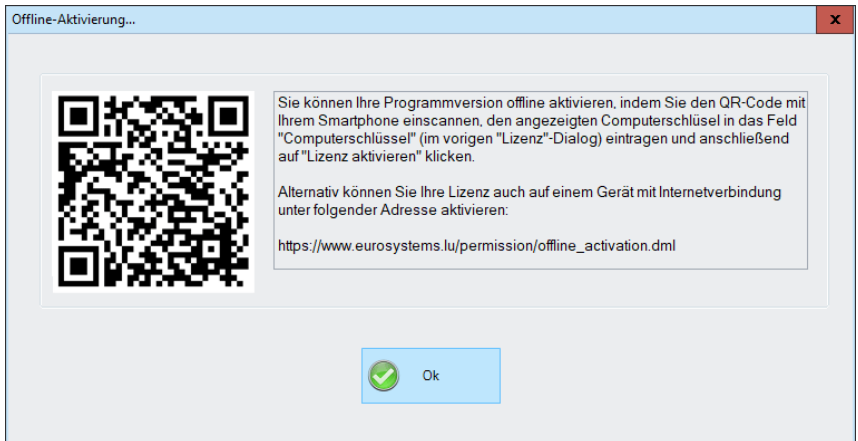 Offline-Aktivierung...
x
Sie können Ihre Programmversion offline aktivieren, indem Sie den QR-Code mit
Ihrem Smartphone einscannen, den angezeigten Computerschlüsel in das Feld
"Computerschlüssel" (im vorigen "Lizenz"-Dialog) eintragen und anschließend
auf "Lizenz aktivieren" klicken.
Alternativ können Sie Ihre Lizenz auch auf einem Gerät mit Internetverbindung
unter folgender Adresse aktivieren:
https://www.eurosystems.lu/permission/offline_activation.dml
Ok